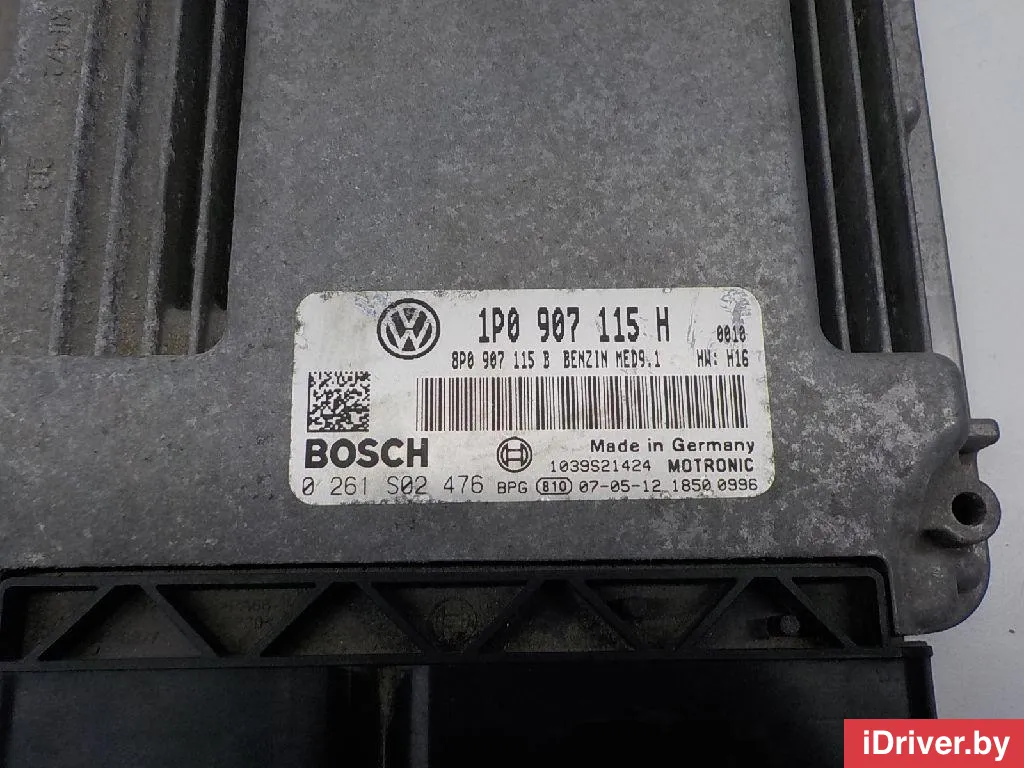 1P0 907 115 H 0010
8P0 907 115 B BENZIN MED9.1 HW: H16
BOSCH
Made in Germany
1039S21424 MOTRONIC
0 261 S02 476 BPG 810 07-05-12 1850 0996
iDriver.by